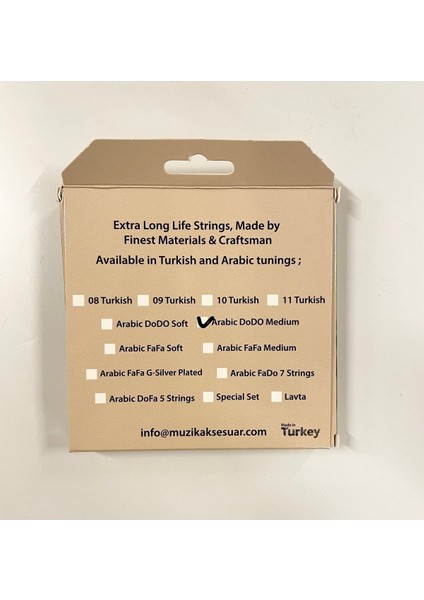 Extra Long Life Strings, Made by
Finest Materials & Craftsman
Available in Turkish and Arabic tunings ;
08 Turkish 09 Turkish 10 Turkish 11 Turkish
Arabic DoDO Soft Arabic DoDO Medium
Arabic FaFa Soft Arabic FaFa Medium
Arabic FaFa G-Silver Plated Arabic FaDo 7 Strings
Arabic DoFa 5 Strings Special Set Lavta
info@muzikaksesuar.com
Made in
Turkey